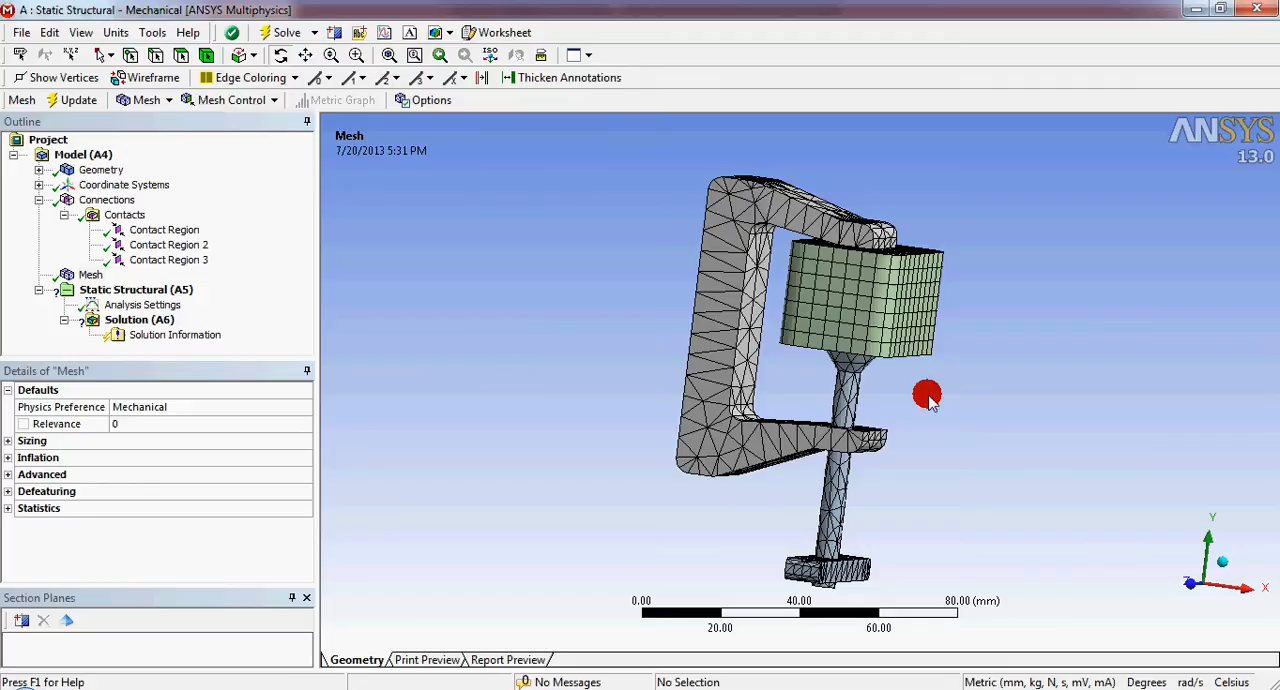 A : Static Structural - Mechanical [ANSYS Multiphysics]
File Edit View Units Tools Help Solve Worksheet
Show Vertices Wireframe Edge Coloring Thicken Annotations
Mesh Update Mesh Mesh Control Metric Graph Options
Outline
Project
Model (A4)
Geometry
Coordinate Systems
Connections
Contacts
Contact Region
Contact Region 2
Contact Region 3
Mesh
Static Structural (A5)
Analysis Settings
Solution (A6)
Solution Information
Details of "Mesh"
Defaults
Physics Preference Mechanical
Relevance 0
Sizing
Inflation
Advanced
Defeaturing
Statistics
Section Planes
Mesh
7/20/2013 5:31 PM
ANSYS
13.0
Y
Z X
0.00 40.00 80.00 (mm)
20.00 60.00
Geometry Print Preview Report Preview
Press F1 for Help No Messages No Selection Metric (mm, kg, N, s, mV, mA) Degrees rad/s Celsius